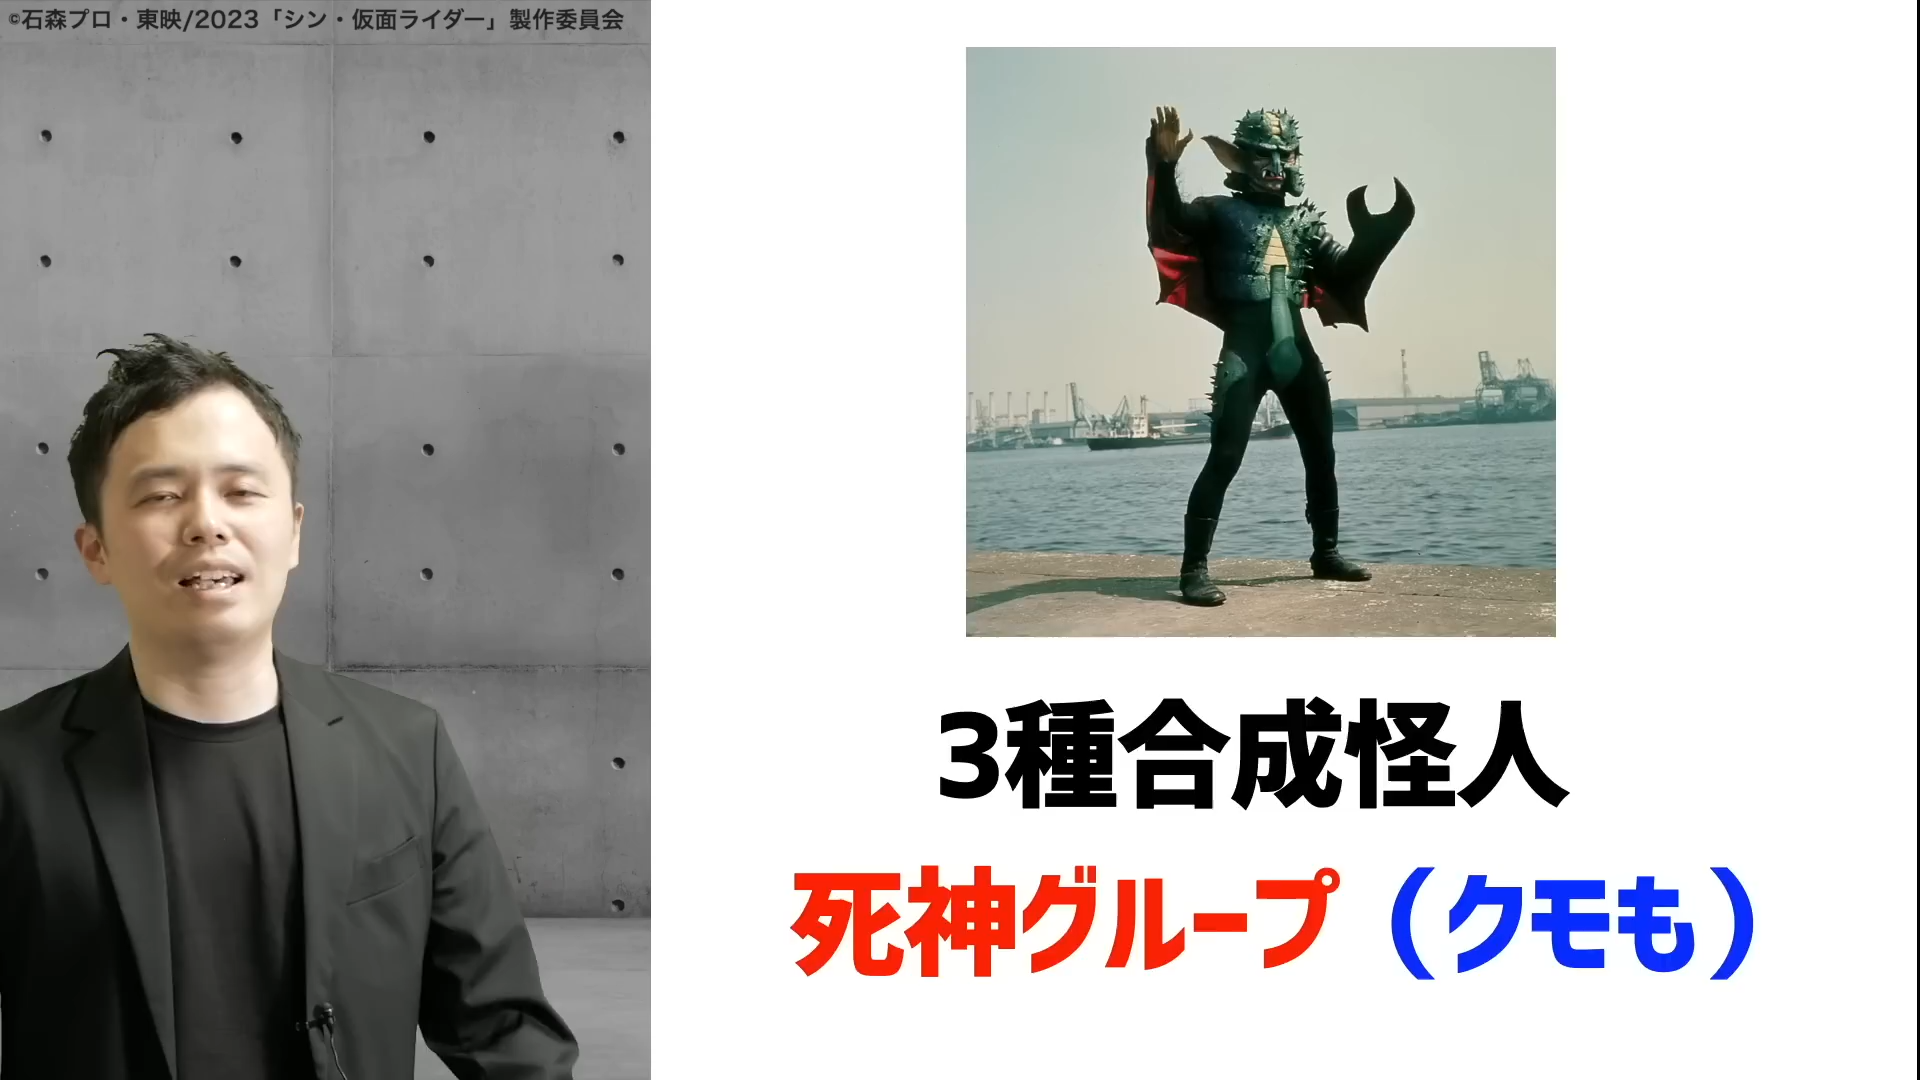 ©石森プロ・東映/2023「シン・仮面ライダー」製作委員会
3種合成怪人
死神グループ（クモも）